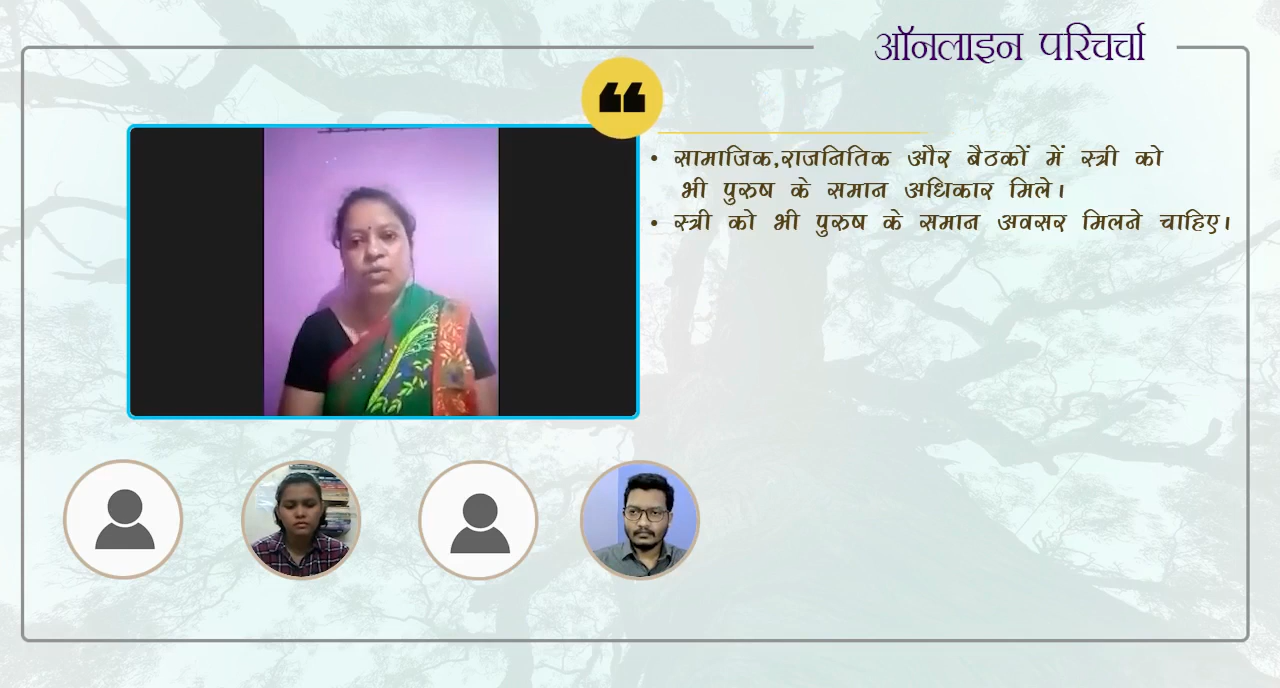 ऑनलाइन परिचर्चा
• सामाजिक,राजनितिक और बैठकों में स्त्री को
भी पुरुष के समान अधिकार मिले।
• स्त्री को भी पुरुष के समान अवसर मिलने चाहिए।